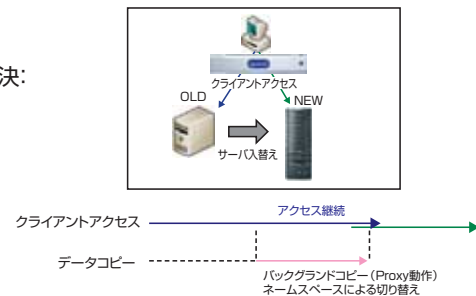 決:
クライアントアクセス
OLD
NEW
サーバ入替え
アクセス継続
クライアントアクセス
データコピー
バックグランドコピー（Proxy動作）
ネームスペースによる切り替え